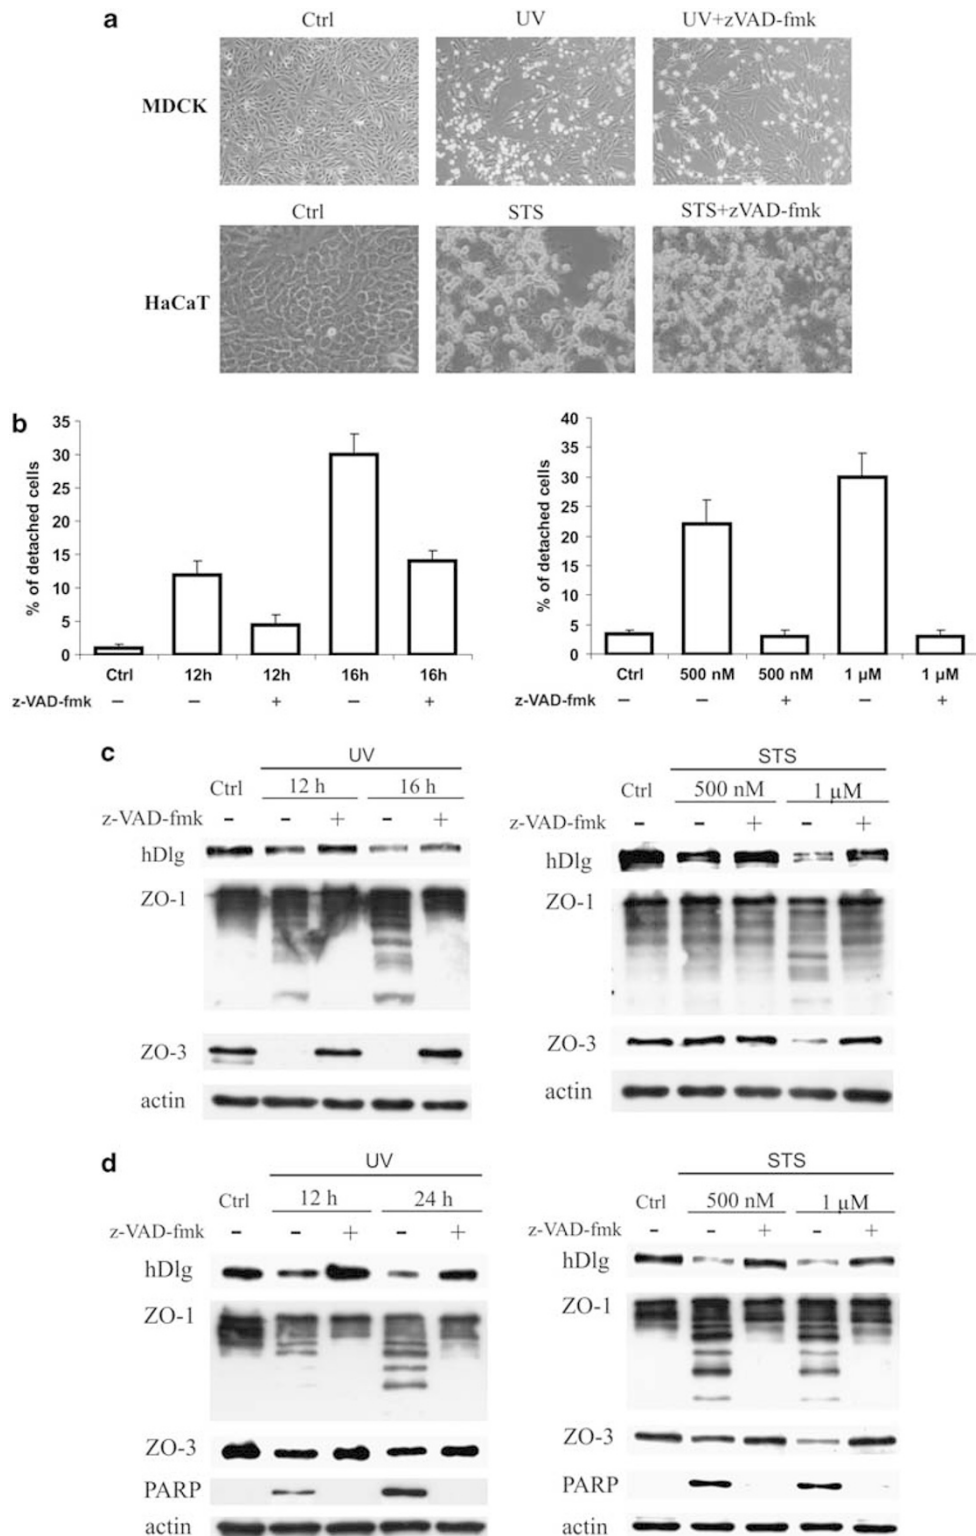 a
Ctrl UV UV+zVAD-fmk
MDCK
Ctrl STS STS+zVAD-fmk
HaCaT
b
% of detached cells
35
30
25
20
15
10
5
0
Ctrl 12h 12h 16h 16h
z-VAD-fmk – – + – +
% of detached cells
40
35
30
25
20
15
10
5
0
Ctrl 500 nM 500 nM 1 µM 1 µM
z-VAD-fmk – – + – +
c
UV
Ctrl 12 h 16 h
z-VAD-fmk - - + - +
hDlg
ZO-1
ZO-3
actin
STS
Ctrl 500 nM 1 µM
z-VAD-fmk - - + - +
hDlg
ZO-1
ZO-3
actin
d
UV
Ctrl 12 h 24 h
z-VAD-fmk - - + - +
hDlg
ZO-1
ZO-3
PARP
actin
STS
Ctrl 500 nM 1 µM
z-VAD-fmk - - + - +
hDlg
ZO-1
ZO-3
PARP
actin